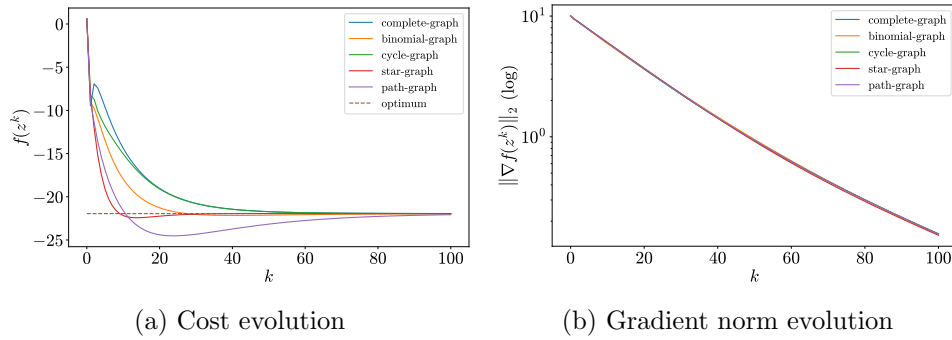 0
−5
−10
−15
−20
−25
f(z^k)
0 20 40 60 80 100
k
complete-graph
binomial-graph
cycle-graph
star-graph
path-graph
optimum
(a) Cost evolution
10^1
10^0
||∇f(z^k)||_2 (log)
0 20 40 60 80 100
k
complete-graph
binomial-graph
cycle-graph
star-graph
path-graph
(b) Gradient norm evolution